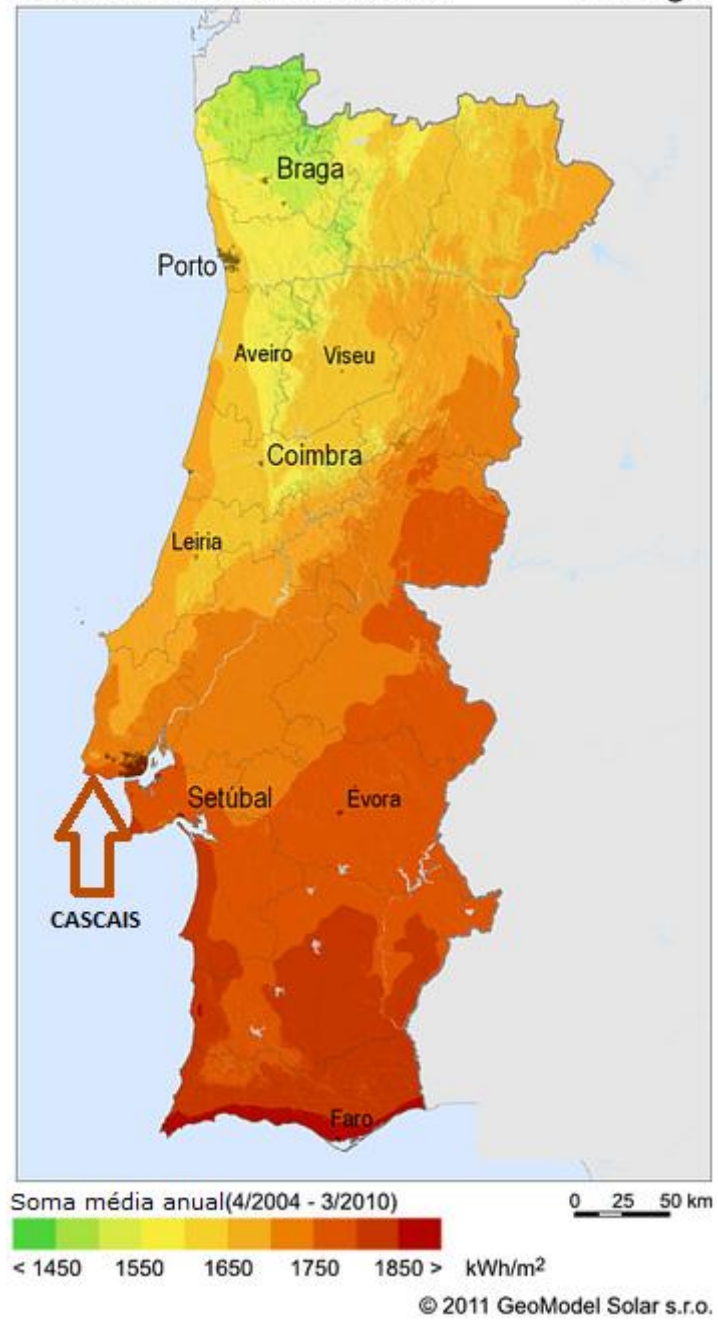 Braga
Porto
Aveiro Viseu
Coimbra
Leiria
Setúbal Évora
CASCAIS
Faro
Soma média anual(4/2004 - 3/2010)
0 25 50 km
< 1450 1550 1650 1750 1850 > kWh/m²
© 2011 GeoModel Solar s.r.o.